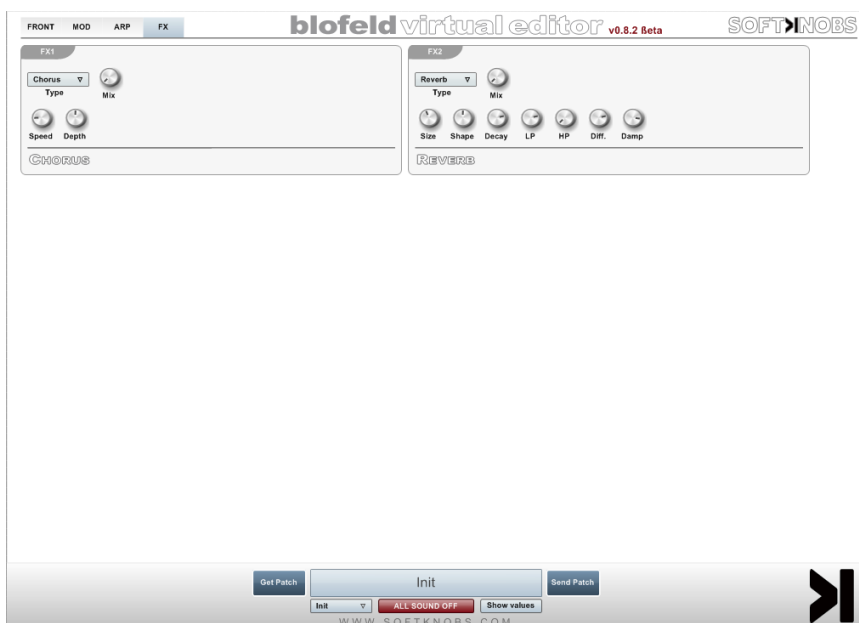 FRONT MOD ARP FX blofeld virtual editor v0.8.2 ßeta SOFTKNOBS
FX1 FX2
Chorus Reverb
Type Mix Type Mix
Speed Depth Size Shape Decay LP HP Diff. Damp
CHORUS REVERB
Get Patch Init Send Patch
Init ALL SOUND OFF Show values
WWW.SOFTKNOBS.COM